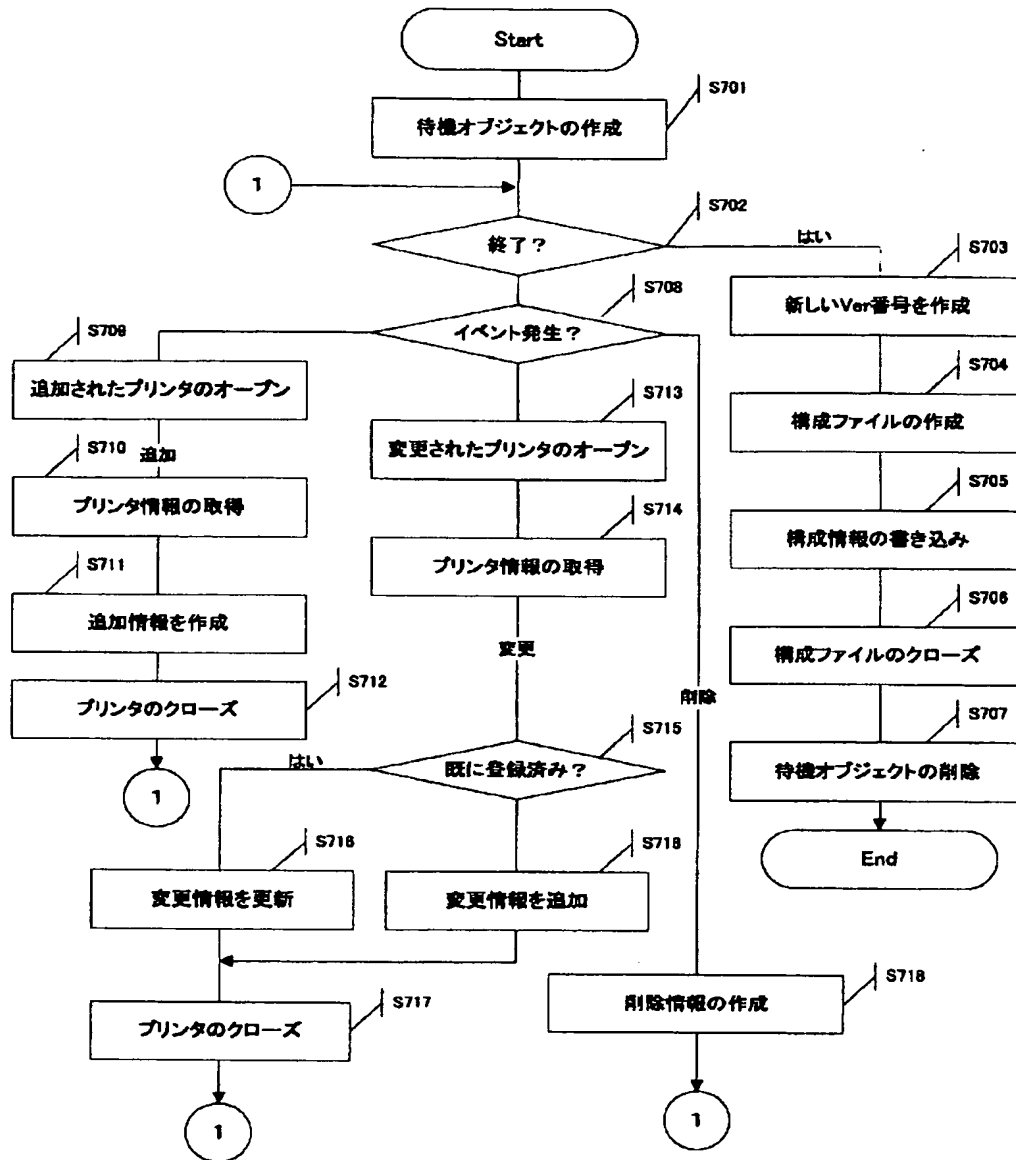 Start
S701
待機オブジェクトの作成
1
S702
終了？
はい
S703
新しいVer番号を作成
S708
イベント発生？
S709
追加されたプリンタのオープン
S704
構成ファイルの作成
S713
変更されたプリンタのオープン
S710
追加
プリンタ情報の取得
S705
構成情報の書き込み
S714
プリンタ情報の取得
S711
追加情報を作成
S706
構成ファイルのクローズ
変更
S712
プリンタのクローズ
削除
S707
待機オブジェクトの削除
S715
既に登録済み？
はい
1
End
S716
変更情報を更新
S718
変更情報を追加
S718
削除情報の作成
S717
プリンタのクローズ
1
1